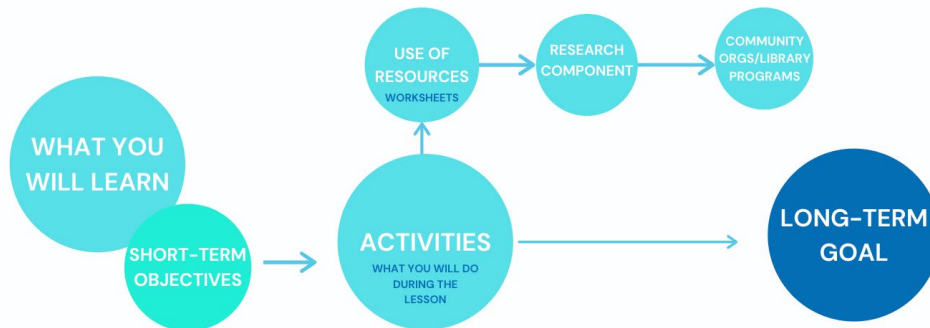 WHAT YOU
WILL LEARN
SHORT-TERM
OBJECTIVES
USE OF
RESOURCES
WORKSHEETS
RESEARCH
COMPONENT
COMMUNITY
ORGS/LIBRARY
PROGRAMS
ACTIVITIES
WHAT YOU WILL DO
DURING THE
LESSON
LONG-TERM
GOAL